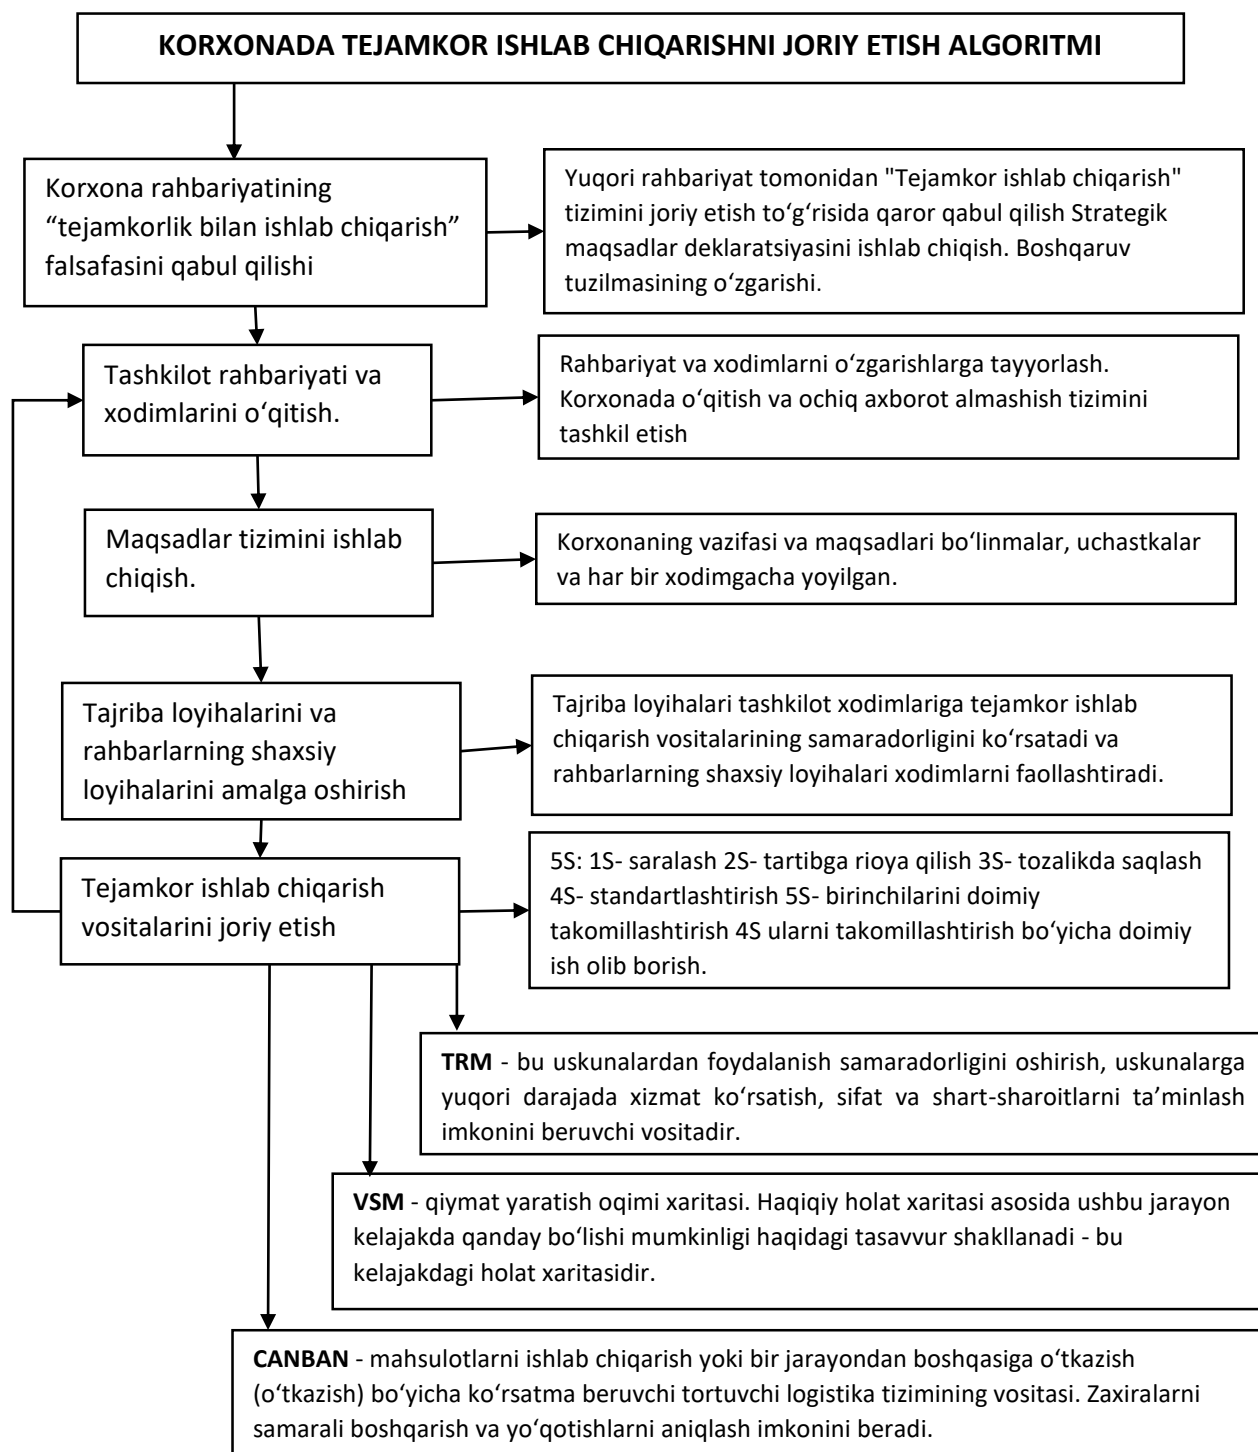 KORXONADA TEJAMKOR ISHLAB CHIQARISHNI JORIY ETISH ALGORITMI
Korxona rahbariyatining
“tejamkorlik bilan ishlab chiqarish”
falsafasini qabul qilishi
Yuqori rahbariyat tomonidan "Tejamkor ishlab chiqarish"
tizimini joriy etish to‘g‘risida qaror qabul qilish Strategik
maqsadlar deklaratsiyasini ishlab chiqish. Boshqaruv
tuzilmasining o‘zgarishi.
Tashkilot rahbariyati va
xodimlarini o‘qitish.
Rahbariyat va xodimlarni o‘zgarishlarga tayyorlash.
Korxonada o‘qitish va ochiq axborot almashish tizimini
tashkil etish
Maqsadlar tizimini ishlab
chiqish.
Korxonaning vazifasi va maqsadlari bo‘linmalar, uchastkalar
va har bir xodimgacha yoyilgan.
Tajriba loyihalarini va
rahbarlarning shaxsiy
loyihalarini amalga oshirish
Tajriba loyihalari tashkilot xodimlariga tejamkor ishlab
chiqarish vositalarining samaradorligini ko‘rsatadi va
rahbarlarning shaxsiy loyihalari xodimlarni faollashtiradi.
Tejamkor ishlab chiqarish
vositalarini joriy etish
5S: 1S- saralash 2S- tartibga rioya qilish 3S- tozalikda saqlash
4S- standartlashtirish 5S- birinchilarini doimiy
takomillashtirish 4S ularni takomillashtirish bo‘yicha doimiy
ish olib borish.
TRM - bu uskunalardan foydalanish samaradorligini oshirish, uskunalarga
yuqori darajada xizmat ko‘rsatish, sifat va shart-sharoitlarni ta’minlash
imkonini beruvchi vositadir.
VSM - qiymat yaratish oqimi xaritasi. Haqiqiy holat xaritasi asosida ushbu jarayon
kelajakda qanday bo‘lishi mumkinligi haqidagi tasavvur shakllanadi - bu
kelajakdagi holat xaritasidir.
CANBAN - mahsulotlarni ishlab chiqarish yoki bir jarayondan boshqasiga o‘tkazish
(o‘tkazish) bo‘yicha ko‘rsatma beruvchi tortuvchi logistika tizimining vositasi. Zaxiralarni
samarali boshqarish va yo‘qotishlarni aniqlash imkonini beradi.